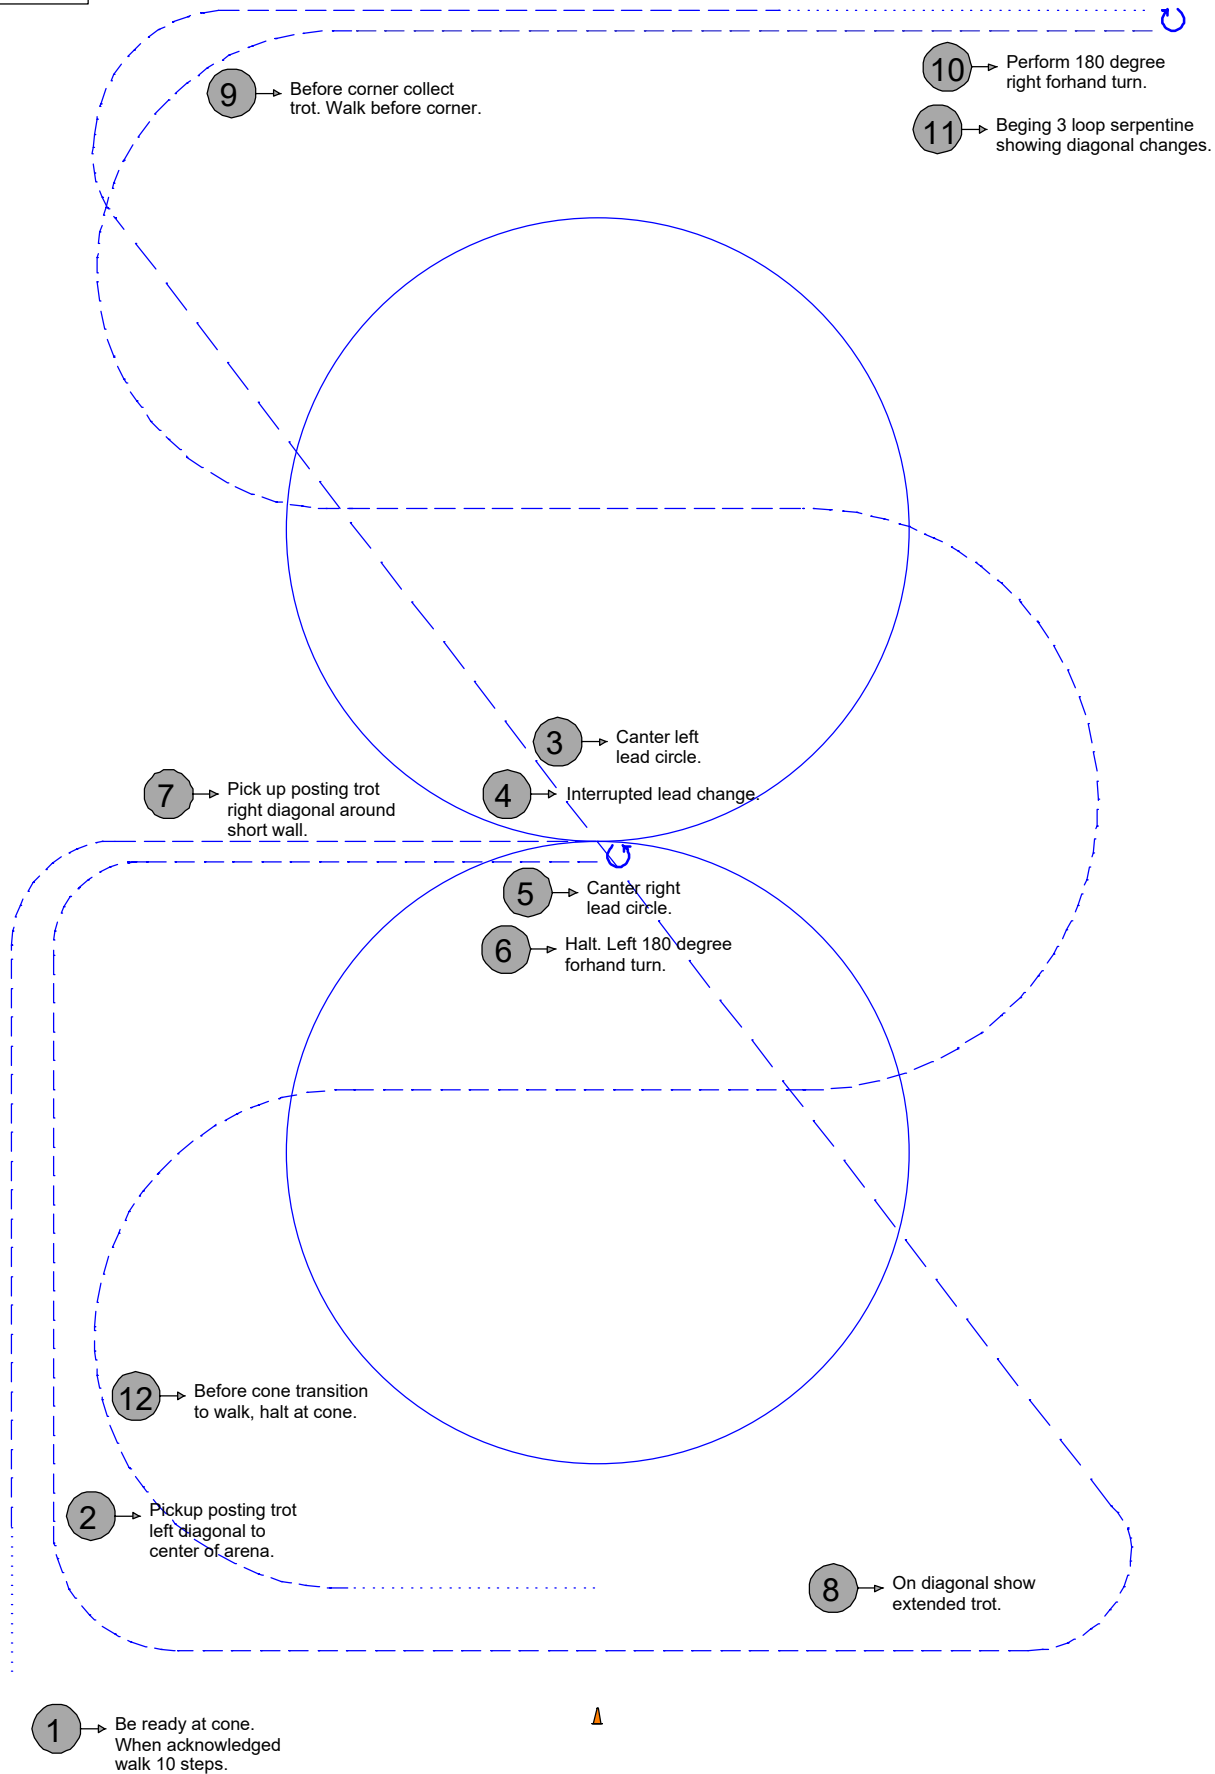 9
Before corner collect
trot. Walk before corner.
10
Perform 180 degree
right forhand turn.
11
Beging 3 loop serpentine
showing diagonal changes.
3
Canter left
lead circle.
4
Interrupted lead change.
7
Pick up posting trot
right diagonal around
short wall.
5
Canter right
lead circle.
6
Halt. Left 180 degree
forhand turn.
12
Before cone transition
to walk, halt at cone.
2
Pickup posting trot
left diagonal to
center of arena.
8
On diagonal show
extended trot.
1
Be ready at cone.
When acknowledged
walk 10 steps.